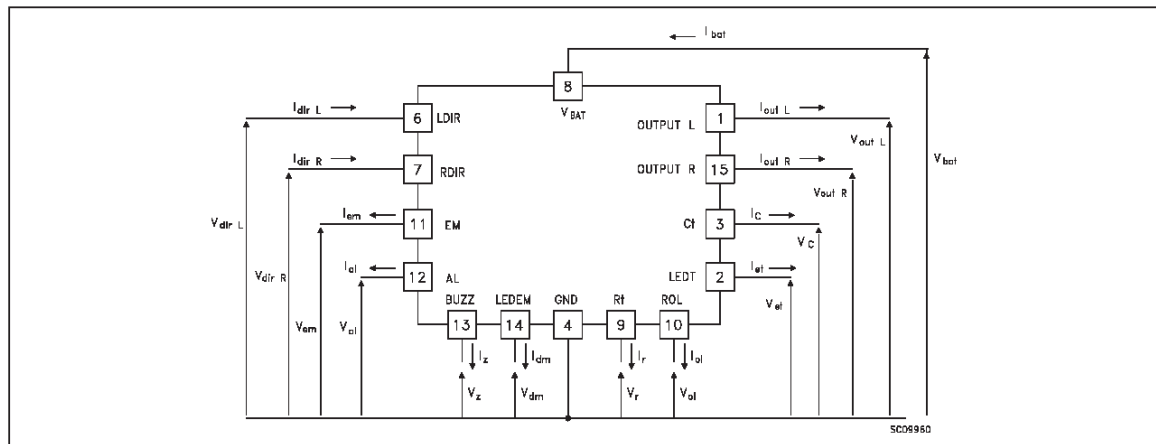 I bat
8
V BAT
I dir L
6
LDIR
OUTPUT L
1
I out L
V out L
V bat
I dir R
7
RDIR
OUTPUT R
15
I out R
V out R
V dir L
I em
11
EM
Ct
3
I C
V C
V dir R
I al
12
AL
LEDT
2
I et
V et
V em
V al
BUZZ
LEDEM
GND
Rt
ROL
13
14
4
9
10
I z
I dm
I r
I ol
V z
V dm
V r
V ol
SCD9960